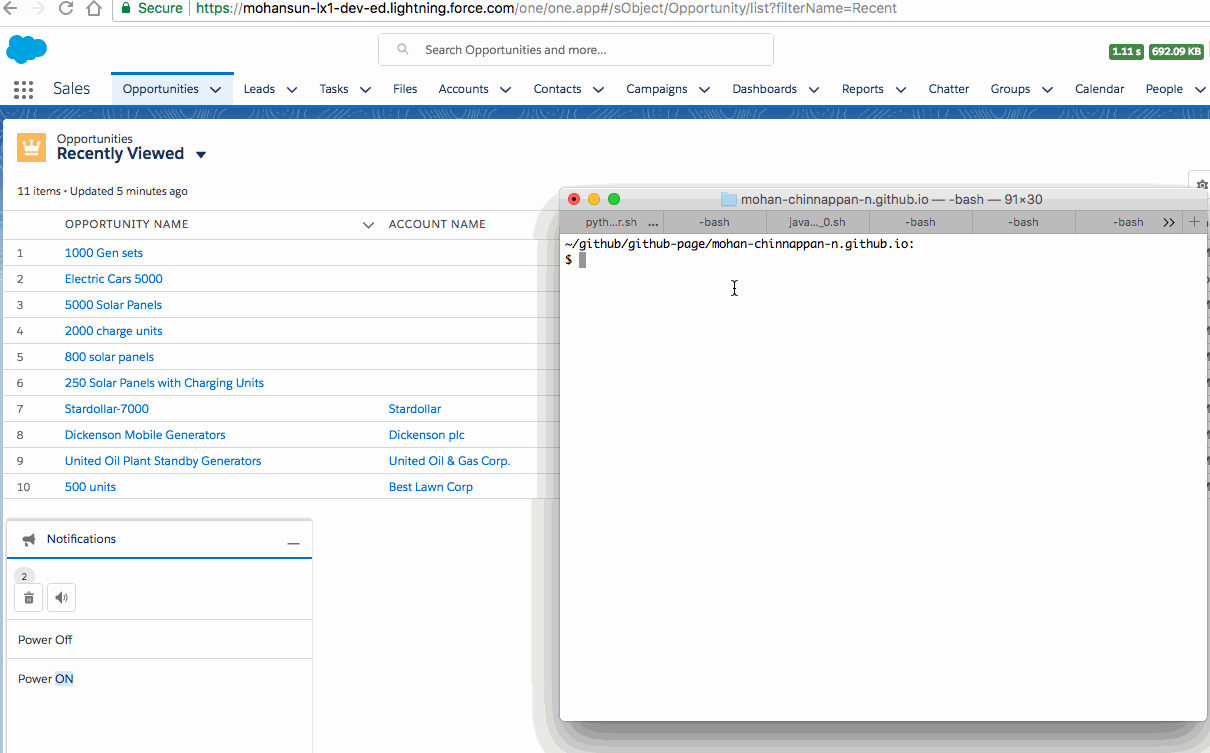 Secure https://mohansun-lx1-dev-ed.lightning.force.com/one/one.app#/sObject/Opportunity/list?filterName=Recent
Search Opportunities and more...
1.11 s 692.09 KB
Sales Opportunities Leads Tasks Files Accounts Contacts Campaigns Dashboards Reports Chatter Groups Calendar People
Opportunities
Recently Viewed
11 items • Updated 5 minutes ago
OPPORTUNITY NAME ACCOUNT NAME
1 1000 Gen sets
2 Electric Cars 5000
3 5000 Solar Panels
4 2000 charge units
5 800 solar panels
6 250 Solar Panels with Charging Units
7 Stardollar-7000 Stardollar
8 Dickenson Mobile Generators Dickenson plc
9 United Oil Plant Standby Generators United Oil & Gas Corp.
10 500 units Best Lawn Corp
Notifications
2
Power Off
Power ON
mohan-chinnappan-n.github.io — -bash — 91×30
pyth...r.sh ... -bash java..._0.sh -bash -bash -bash
~/github/github-page/mohan-chinnappan-n.github.io:
$